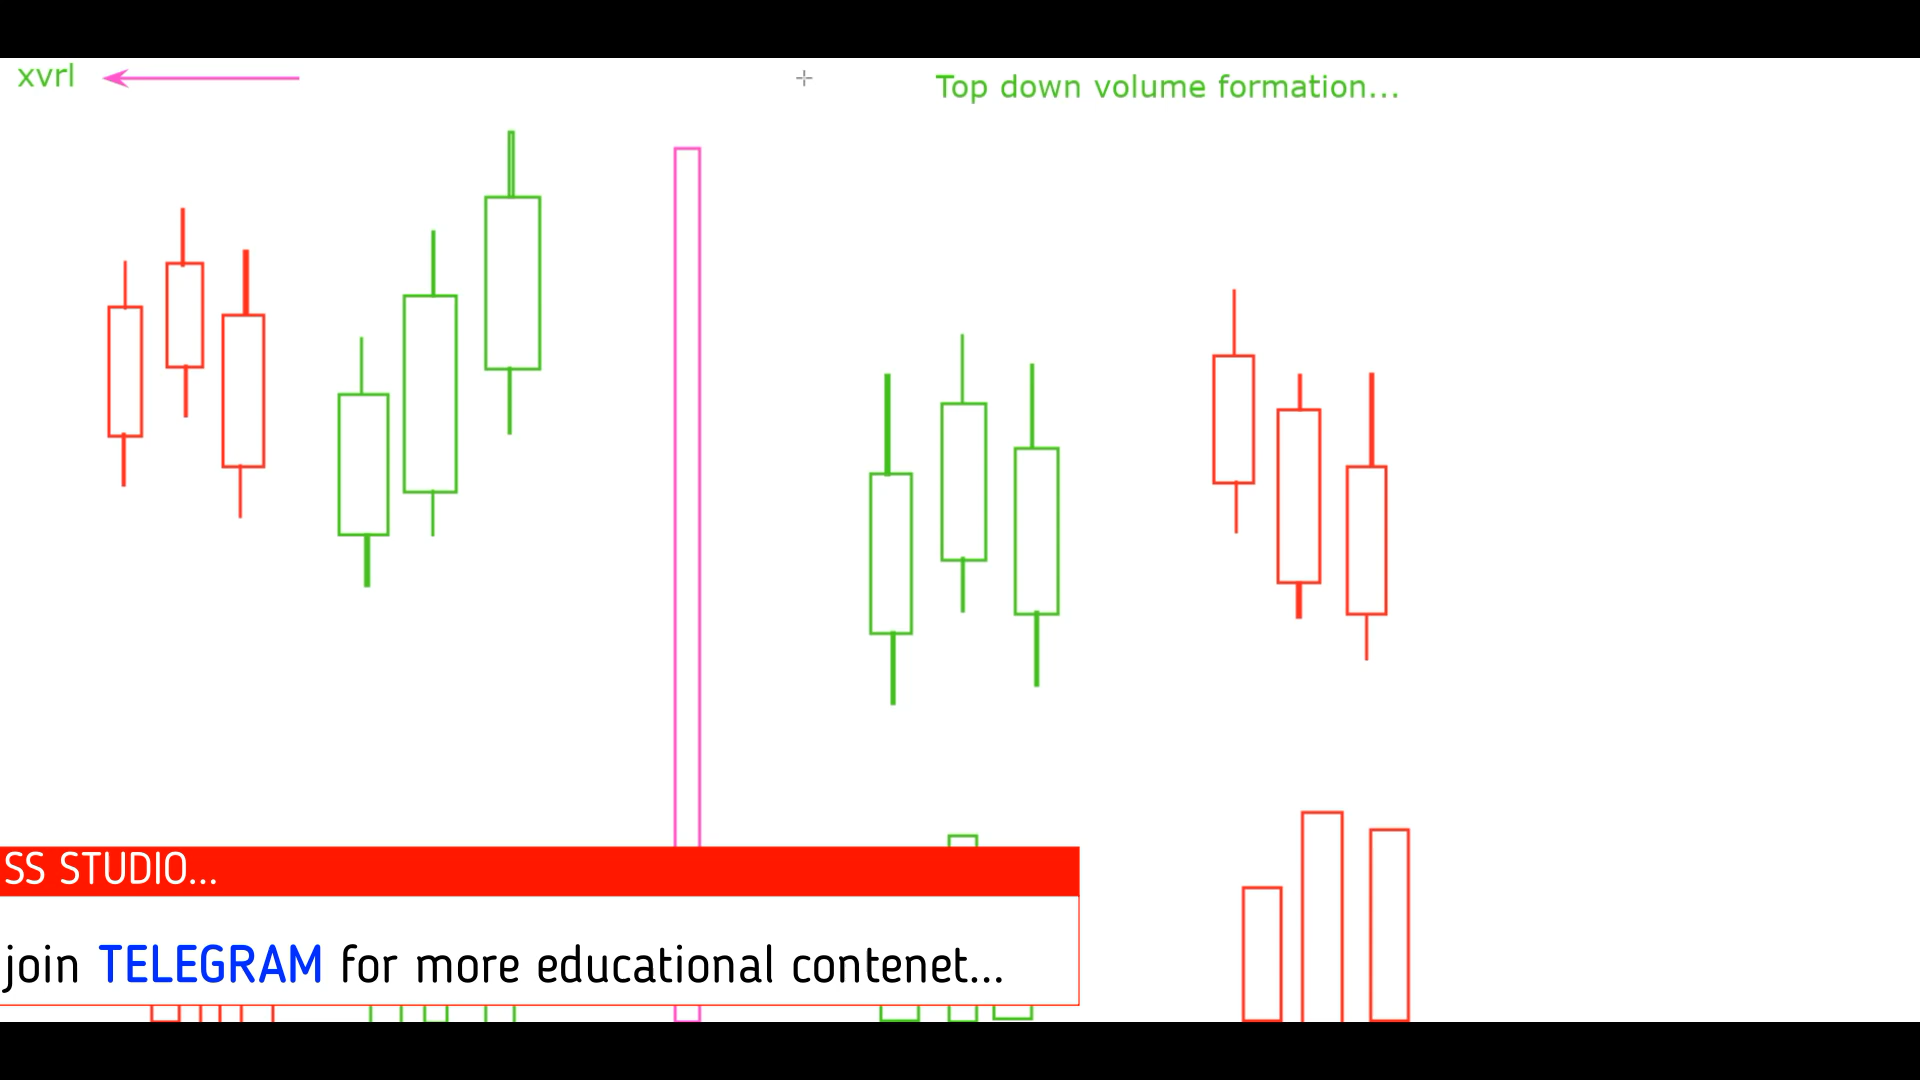 xvrl
Top down volume formation...
SS STUDIO...
join TELEGRAM for more educational contenet...